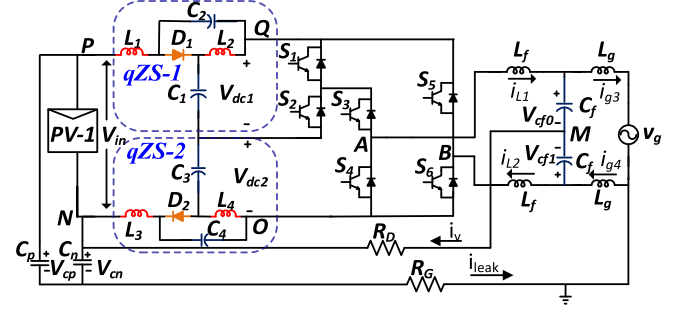 C2
P L1 D1 L2 Q
qZS-1
S1
S5
Lf Lg
C1 Vdc1
S2 S3
iL1 ig3
Cf
Vcf0
PV-1 Vin
A
M vg
qZS-2
B
Vcf1
C3 Vdc2
S4 S6
iL2 Cf ig4
D2 L4
N L3 C4 O
Lf Lg
Cp Cn
RD iv
Vcp Vcn
RG ileak